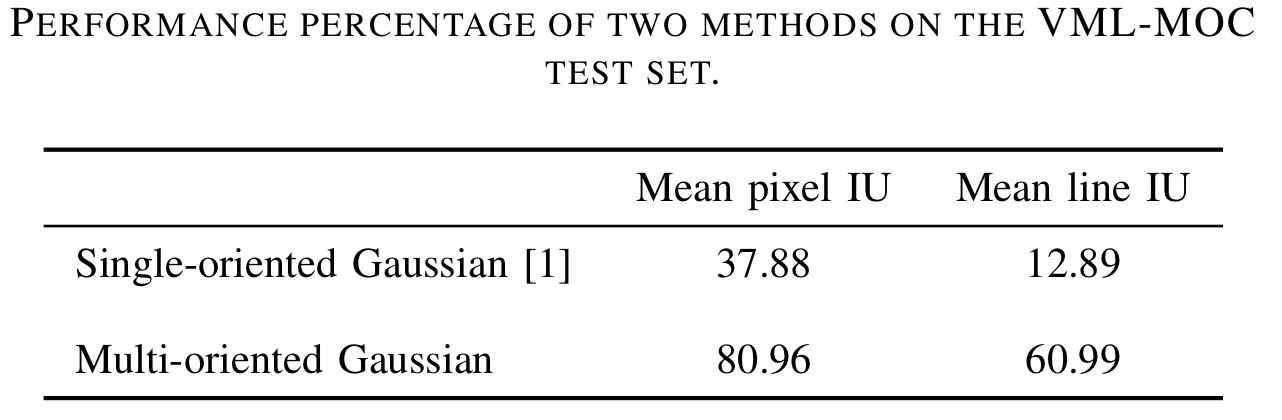 PERFORMANCE PERCENTAGE OF TWO METHODS ON THE VML-MOC
TEST SET.
Mean pixel IU Mean line IU
Single-oriented Gaussian [1] 37.88 12.89
Multi-oriented Gaussian 80.96 60.99